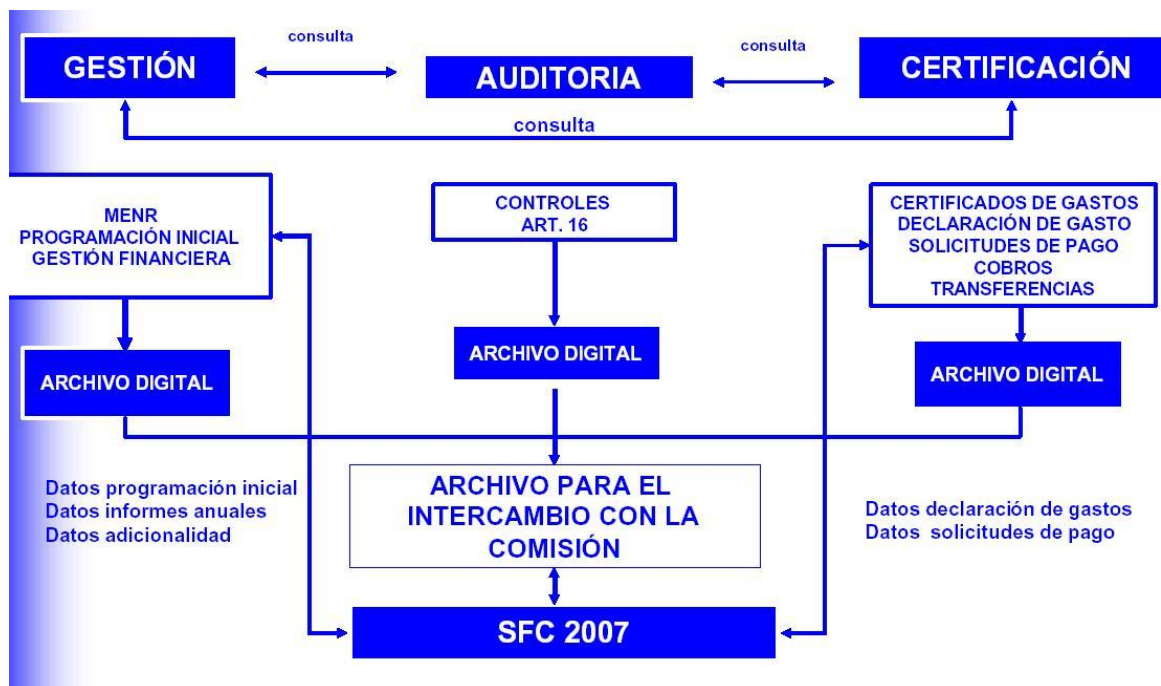 consulta
consulta
GESTIÓN
AUDITORIA
CERTIFICACIÓN
consulta
MENR
PROGRAMACIÓN INICIAL
GESTIÓN FINANCIERA
CONTROLES
ART. 16
CERTIFICADOS DE GASTOS
DECLARACIÓN DE GASTO
SOLICITUDES DE PAGO
COBROS
TRANSFERENCIAS
ARCHIVO DIGITAL
ARCHIVO DIGITAL
ARCHIVO DIGITAL
Datos programación inicial
Datos informes anuales
Datos adicionalidad
ARCHIVO PARA EL
INTERCAMBIO CON LA
COMISIÓN
Datos declaración de gastos
Datos solicitudes de pago
SFC 2007